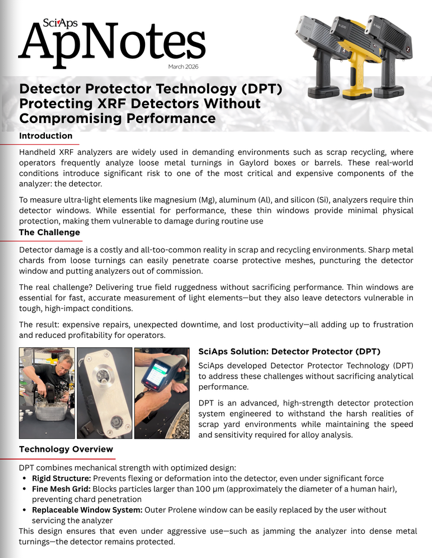 SciAps
ApNotes
March 2026
Detector Protector Technology (DPT)
Protecting XRF Detectors Without
Compromising Performance
Introduction
Handheld XRF analyzers are widely used in demanding environments such as scrap recycling, where
operators frequently analyze loose metal turnings in Gaylord boxes or barrels. These real-world
conditions introduce significant risk to one of the most critical and expensive components of the
analyzer: the detector.
To measure ultra-light elements like magnesium (Mg), aluminum (Al), and silicon (Si), analyzers require thin
detector windows. While essential for performance, these thin windows provide minimal physical
protection, making them vulnerable to damage during routine use
The Challenge
Detector damage is a costly and all-too-common reality in scrap and recycling environments. Sharp metal
chards from loose turnings can easily penetrate coarse protective meshes, puncturing the detector
window and putting analyzers out of commission.
The real challenge? Delivering true field ruggedness without sacrificing performance. Thin windows are
essential for fast, accurate measurement of light elements—but they also leave detectors vulnerable in
tough, high-impact conditions.
The result: expensive repairs, unexpected downtime, and lost productivity—all adding up to frustration
and reduced profitability for operators.
SciAps Solution: Detector Protector (DPT)
SciAps developed Detector Protector Technology (DPT)
to address these challenges without sacrificing analytical
performance.
DPT is an advanced, high-strength detector protection
system engineered to withstand the harsh realities of
scrap yard environments while maintaining the speed
and sensitivity required for alloy analysis.
Technology Overview
DPT combines mechanical strength with optimized design:
• Rigid Structure: Prevents flexing or deformation into the detector, even under significant force
• Fine Mesh Grid: Blocks particles larger than 100 µm (approximately the diameter of a human hair),
preventing chard penetration
• Replaceable Window System: Outer Prolene window can be easily replaced by the user without
servicing the analyzer
This design ensures that even under aggressive use—such as jamming the analyzer into dense metal
turnings—the detector remains protected.